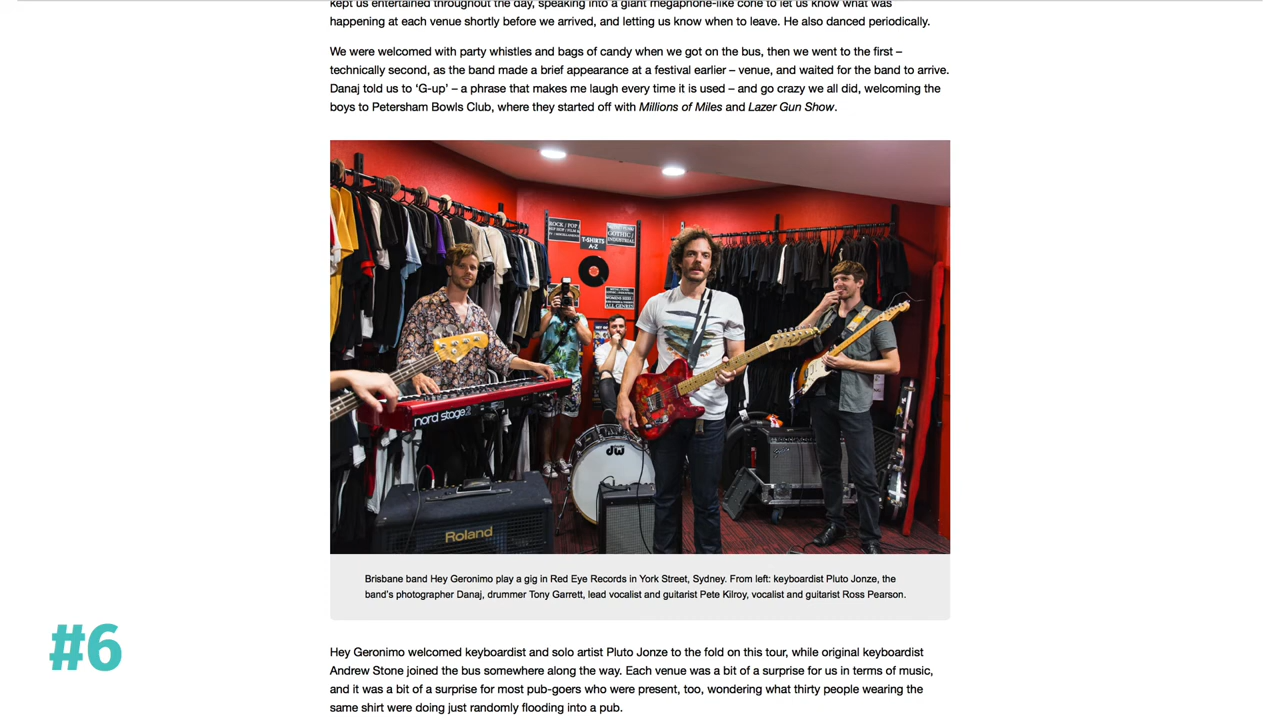 kept us entertained throughout the day, speaking into a giant megaphone-like cone to let us know what was
happening at each venue shortly before we arrived, and letting us know when to leave. He also danced periodically.
We were welcomed with party whistles and bags of candy when we got on the bus, then we went to the first –
technically second, as the band made a brief appearance at a festival earlier – venue, and waited for the band to arrive.
Danaj told us to ‘G-up’ – a phrase that makes me laugh every time it is used – and go crazy we all did, welcoming the
boys to Petersham Bowls Club, where they started off with Millions of Miles and Lazer Gun Show.
ROCK / POP
T-SHIRTS
A-Z
GOTHIC /
INDUSTRIAL
ALL GENRES
nord stage 2
dw
Roland
Brisbane band Hey Geronimo play a gig in Red Eye Records in York Street, Sydney. From left: keyboardist Pluto Jonze, the
band’s photographer Danaj, drummer Tony Garrett, lead vocalist and guitarist Pete Kilroy, vocalist and guitarist Ross Pearson.
#6
Hey Geronimo welcomed keyboardist and solo artist Pluto Jonze to the fold on this tour, while original keyboardist
Andrew Stone joined the bus somewhere along the way. Each venue was a bit of a surprise for us in terms of music,
and it was a bit of a surprise for most pub-goers who were present, too, wondering what thirty people wearing the
same shirt were doing just randomly flooding into a pub.